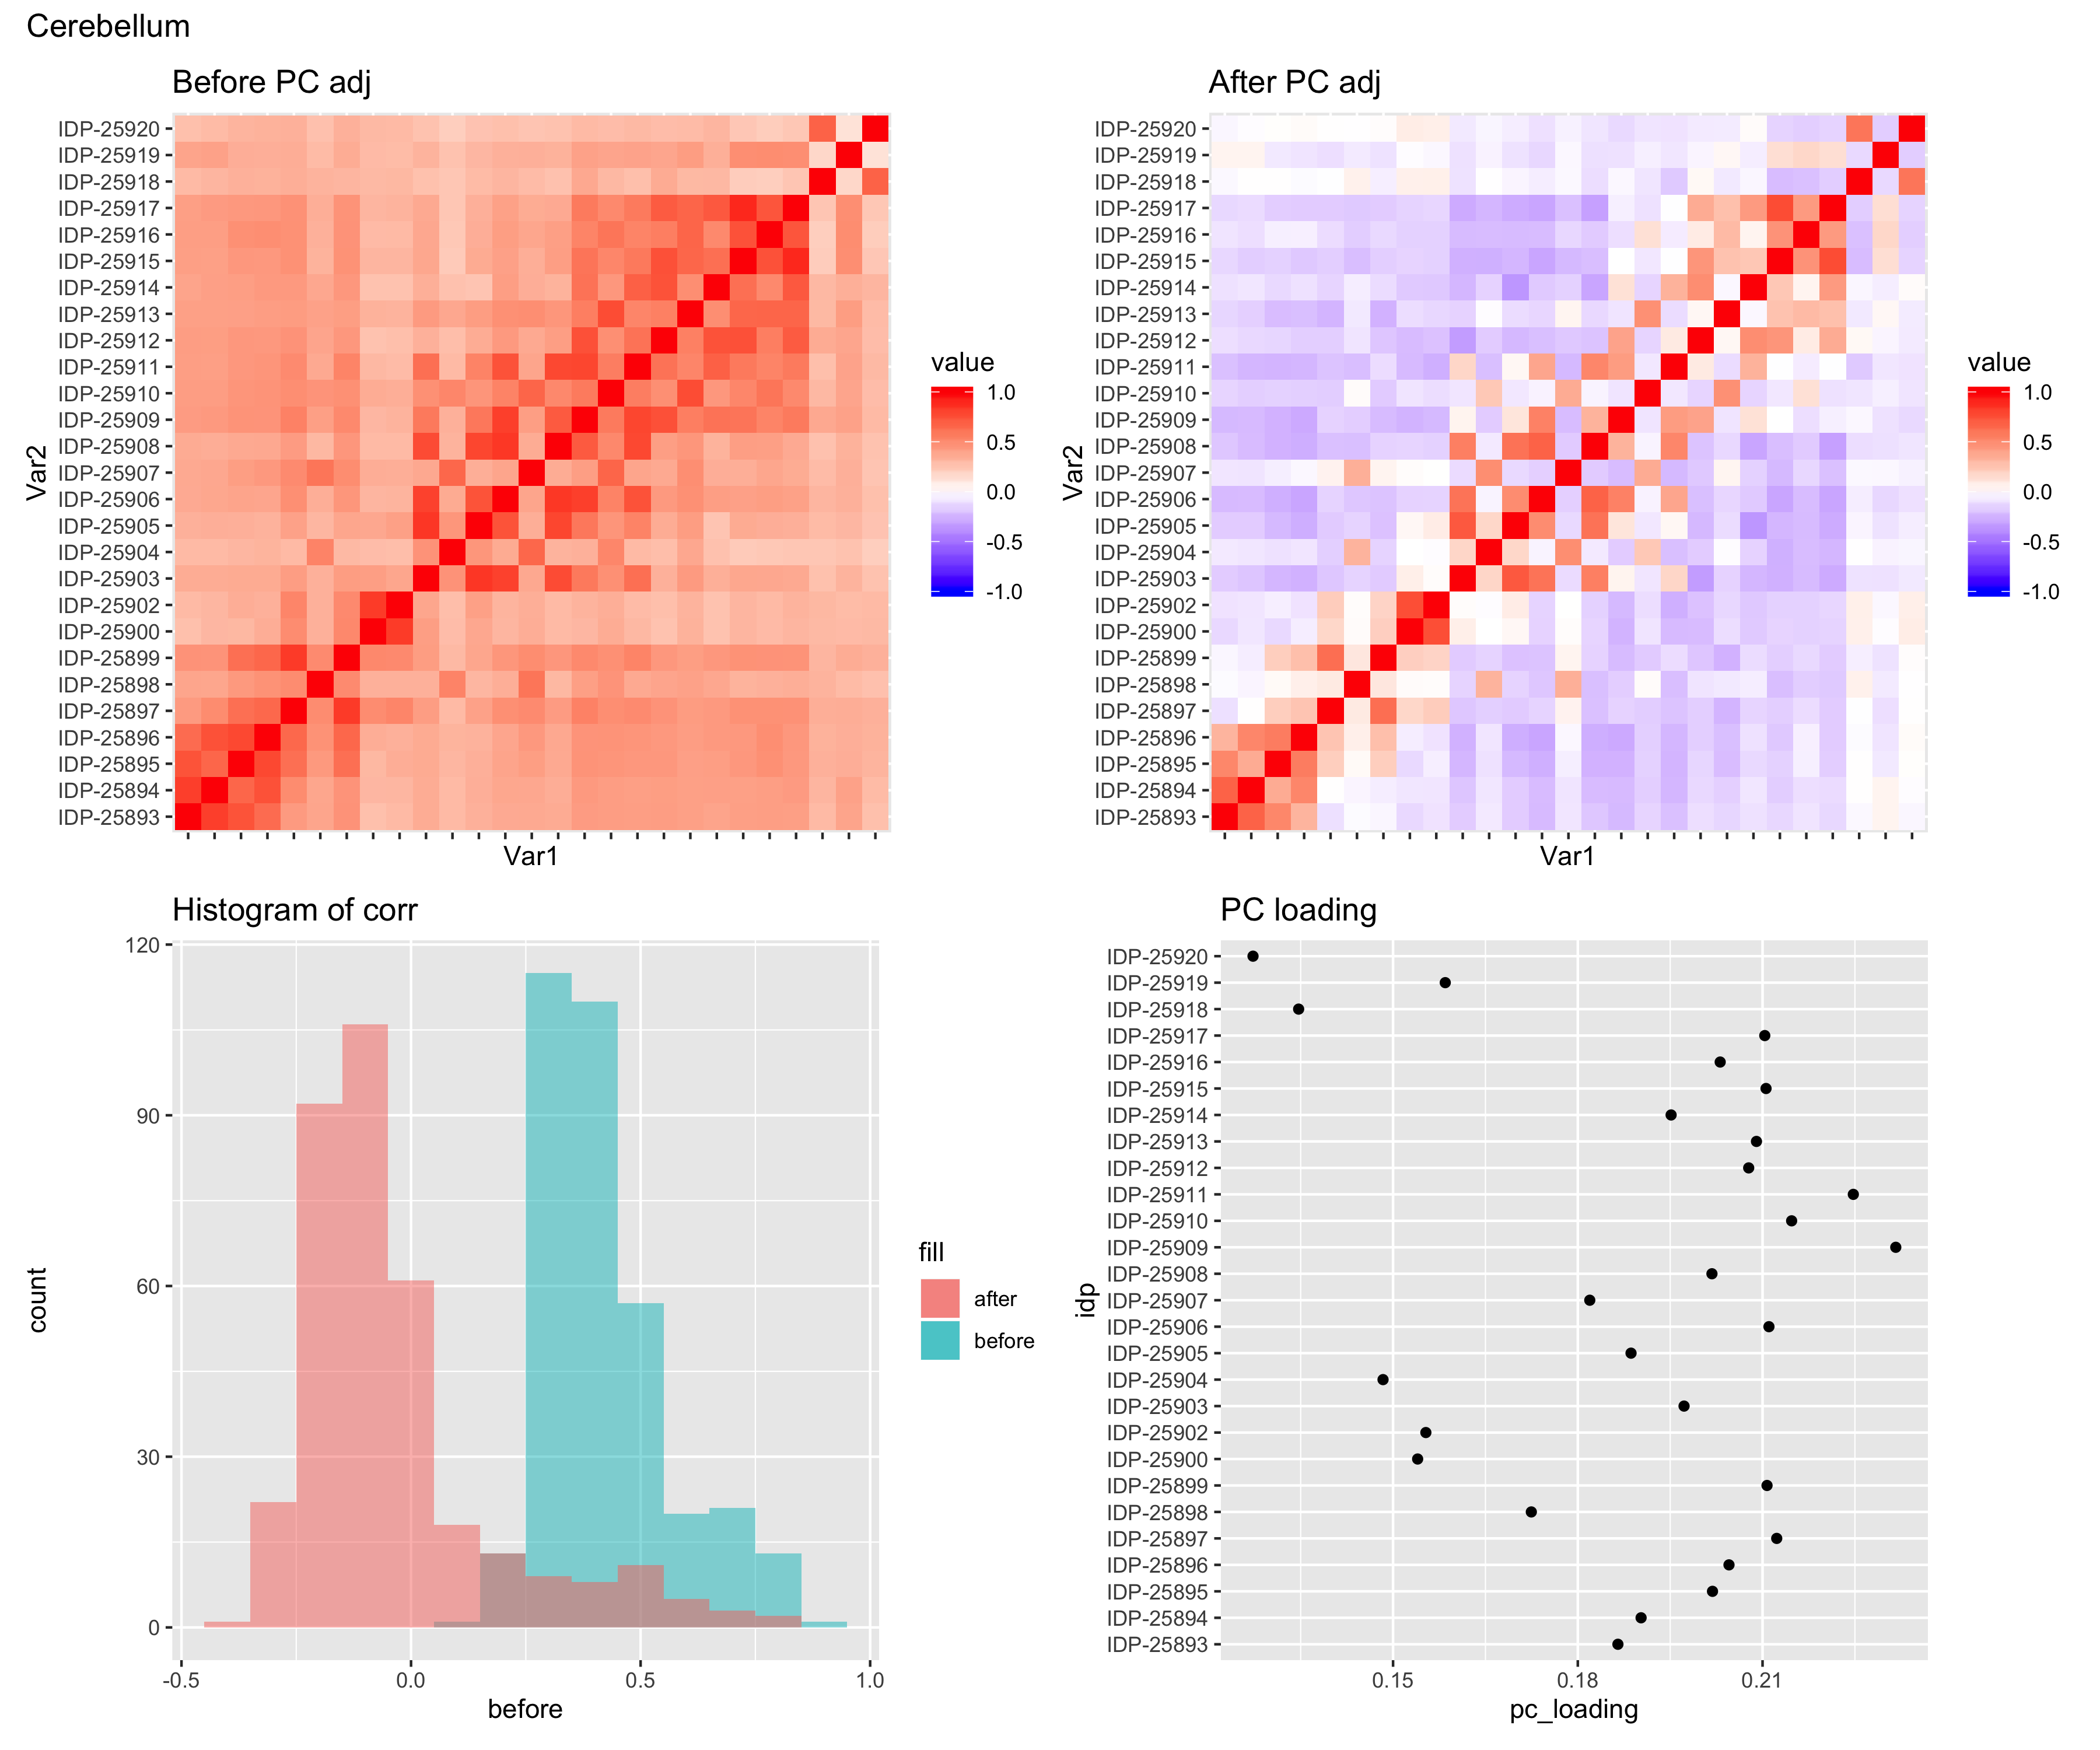 Cerebellum
Before PC adj
IDP-25920
IDP-25919
IDP-25918
IDP-25917
IDP-25916
IDP-25915
IDP-25914
IDP-25913
IDP-25912
IDP-25911
IDP-25910
IDP-25909
IDP-25908
IDP-25907
IDP-25906
IDP-25905
IDP-25904
IDP-25903
IDP-25902
IDP-25900
IDP-25899
IDP-25898
IDP-25897
IDP-25896
IDP-25895
IDP-25894
IDP-25893
Var2
Var1
value
1.0
0.5
0.0
-0.5
-1.0
After PC adj
IDP-25920
IDP-25919
IDP-25918
IDP-25917
IDP-25916
IDP-25915
IDP-25914
IDP-25913
IDP-25912
IDP-25911
IDP-25910
IDP-25909
IDP-25908
IDP-25907
IDP-25906
IDP-25905
IDP-25904
IDP-25903
IDP-25902
IDP-25900
IDP-25899
IDP-25898
IDP-25897
IDP-25896
IDP-25895
IDP-25894
IDP-25893
Var2
Var1
value
1.0
0.5
0.0
-0.5
-1.0
Histogram of corr
120
90
60
30
0
count
-0.5 0.0 0.5 1.0
before
fill
after
before
PC loading
IDP-25920
IDP-25919
IDP-25918
IDP-25917
IDP-25916
IDP-25915
IDP-25914
IDP-25913
IDP-25912
IDP-25911
IDP-25910
IDP-25909
IDP-25908
IDP-25907
IDP-25906
IDP-25905
IDP-25904
IDP-25903
IDP-25902
IDP-25900
IDP-25899
IDP-25898
IDP-25897
IDP-25896
IDP-25895
IDP-25894
IDP-25893
idp
0.15 0.18 0.21
pc_loading